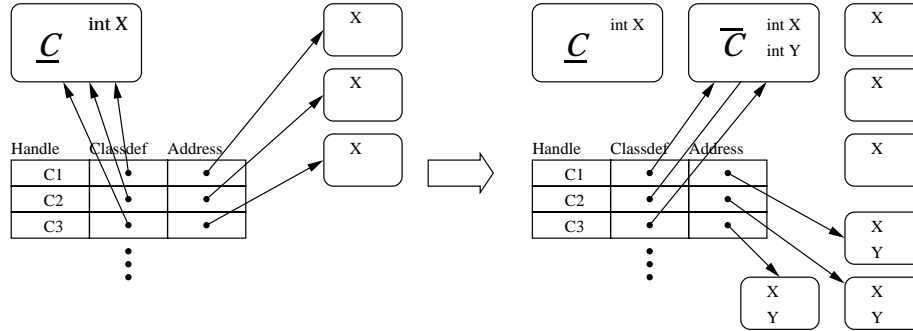 C int X
X
X
X
Handle Classdef Address
C1
C2
C3
C int X
C int X
int Y
X
X
X
Handle Classdef Address
C1
C2
C3
X
Y
X
Y
X
Y